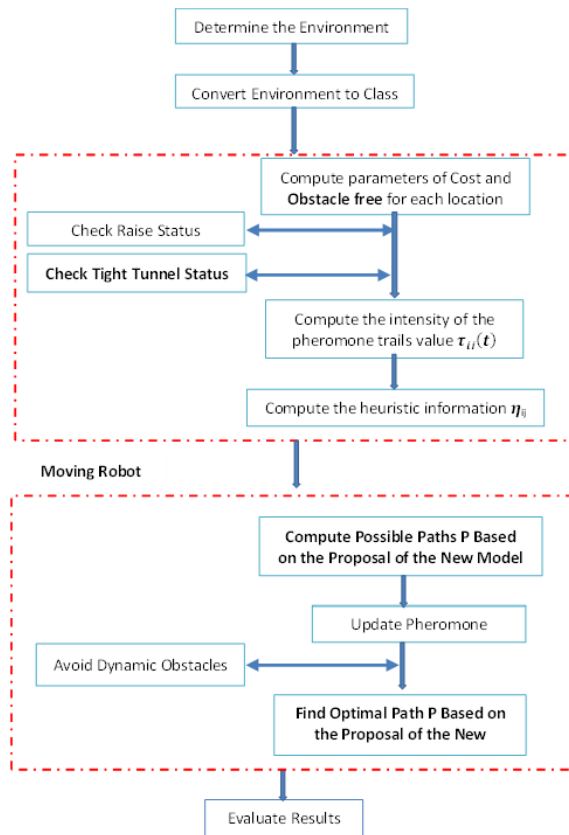 Determine the Environment
Convert Environment to Class
Compute parameters of Cost and
Obstacle free for each location
Check Raise Status
Check Tight Tunnel Status
Compute the intensity of the
pheromone trails value τᵢᵢ(t)
Compute the heuristic information ηᵢⱼ
Moving Robot
Compute Possible Paths P Based
on the Proposal of the New Model
Update Pheromone
Avoid Dynamic Obstacles
Find Optimal Path P Based on
the Proposal of the New
Evaluate Results